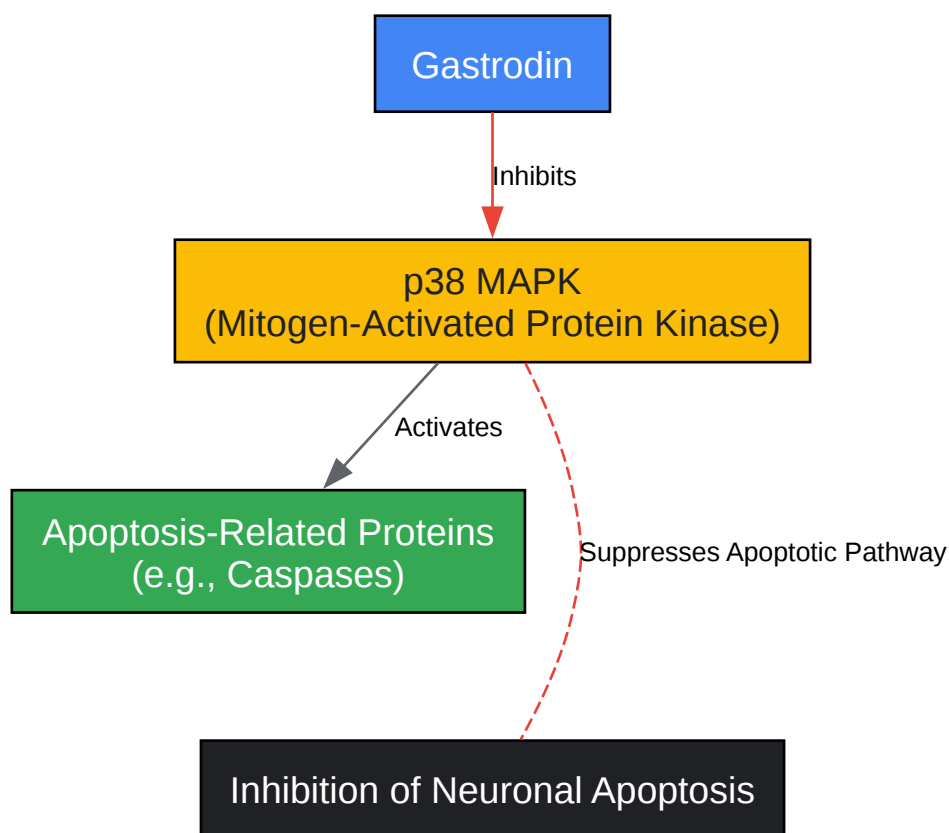 Gastrodin
Inhibits
p38 MAPK
(Mitogen-Activated Protein Kinase)
Activates
Apoptosis-Related Proteins
(e.g., Caspases)
Suppresses Apoptotic Pathway
Inhibition of Neuronal Apoptosis